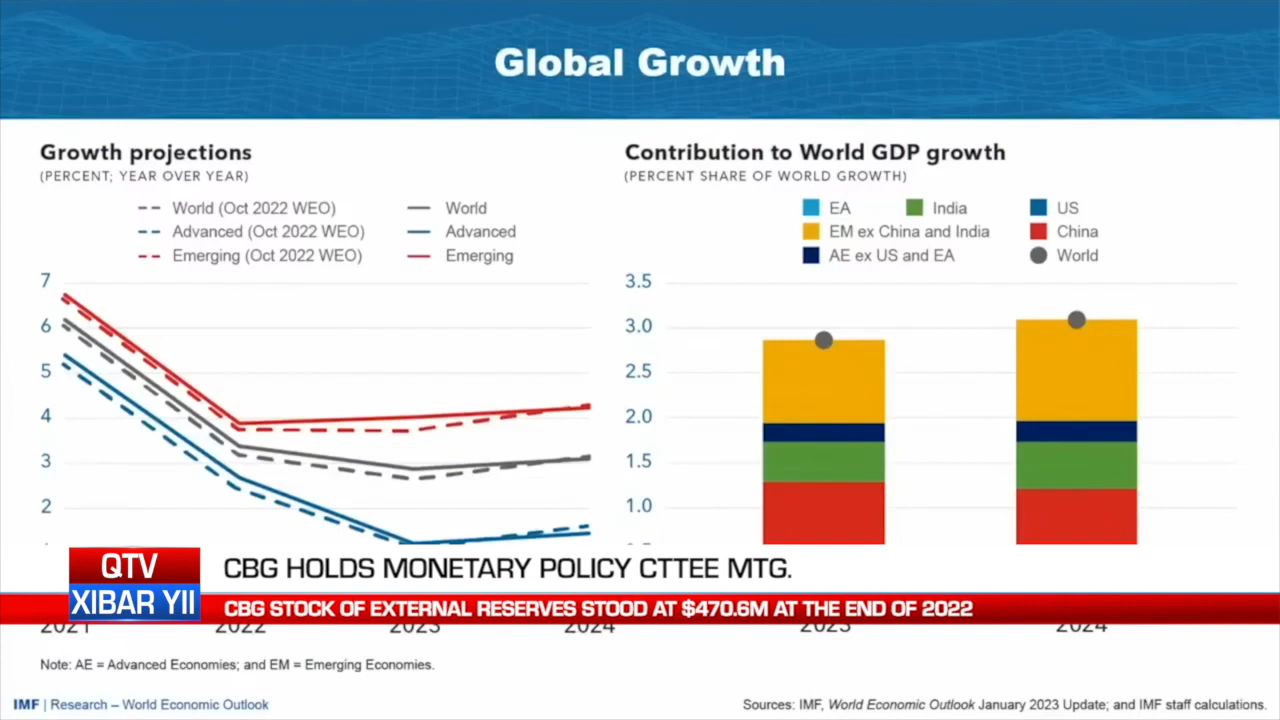 Global Growth
Growth projections
(PERCENT; YEAR OVER YEAR)
World (Oct 2022 WEO)
World
Advanced (Oct 2022 WEO)
Advanced
Emerging (Oct 2022 WEO)
Emerging
7
6
5
4
3
2
2021
2022
2023
2024
Contribution to World GDP growth
(PERCENT SHARE OF WORLD GROWTH)
EA
India
US
EM ex China and India
China
AE ex US and EA
World
3.5
3.0
2.5
2.0
1.5
1.0
2023
2024
QTV
XIBAR YII
CBG HOLDS MONETARY POLICY CTTEE MTG.
CBG STOCK OF EXTERNAL RESERVES STOOD AT $470.6M AT THE END OF 2022
Note: AE = Advanced Economies; and EM = Emerging Economies.
IMF | Research – World Economic Outlook
Sources: IMF, World Economic Outlook January 2023 Update; and IMF staff calculations.